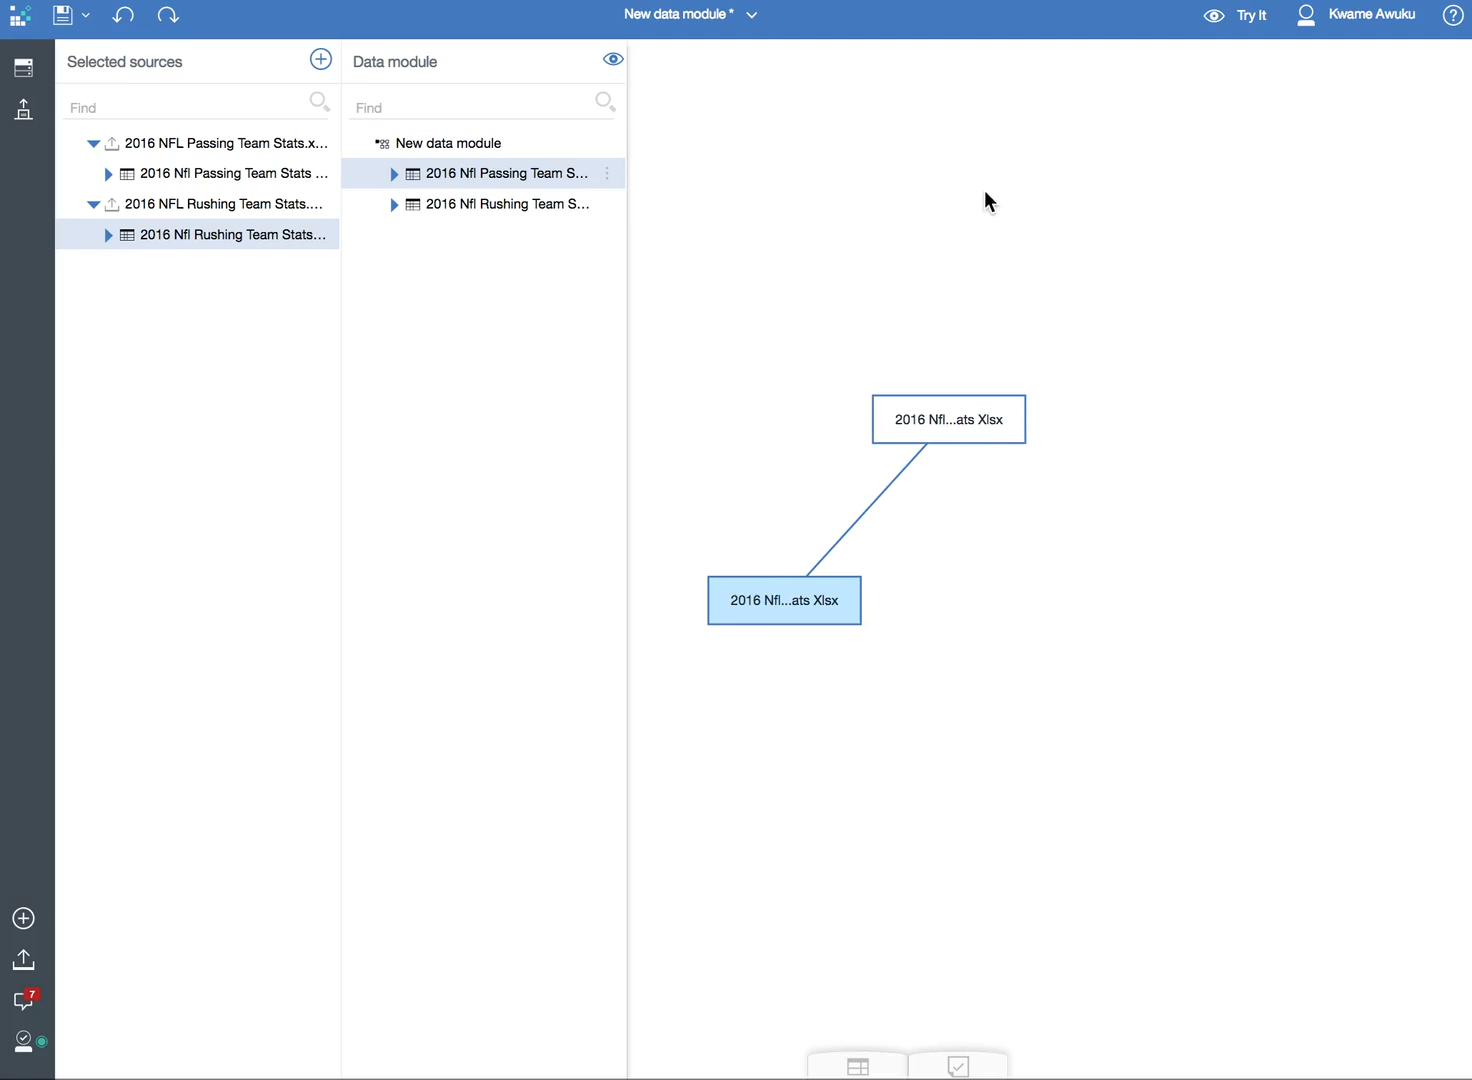 New data module *
Try It
Kwame Awuku
?
Selected sources
Data module
Find
Find
2016 NFL Passing Team Stats.x...
2016 Nfl Passing Team Stats ...
2016 NFL Rushing Team Stats....
2016 Nfl Rushing Team Stats...
New data module
2016 Nfl Passing Team S...
2016 Nfl Rushing Team S...
2016 Nfl...ats Xlsx
2016 Nfl...ats Xlsx
7